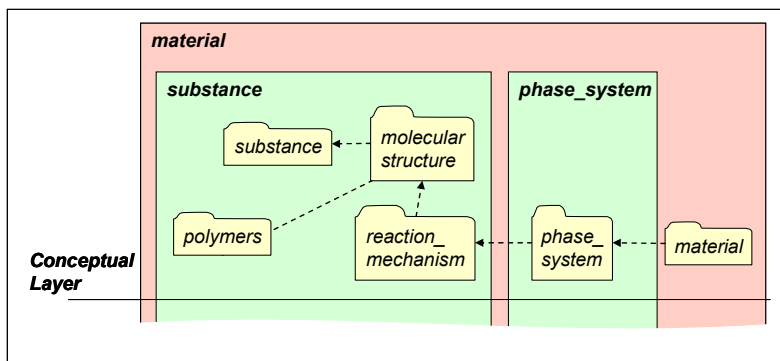 material
substance
phase_system
substance
molecular
structure
polymers
reaction_
mechanism
phase_
system
material
Conceptual
Layer